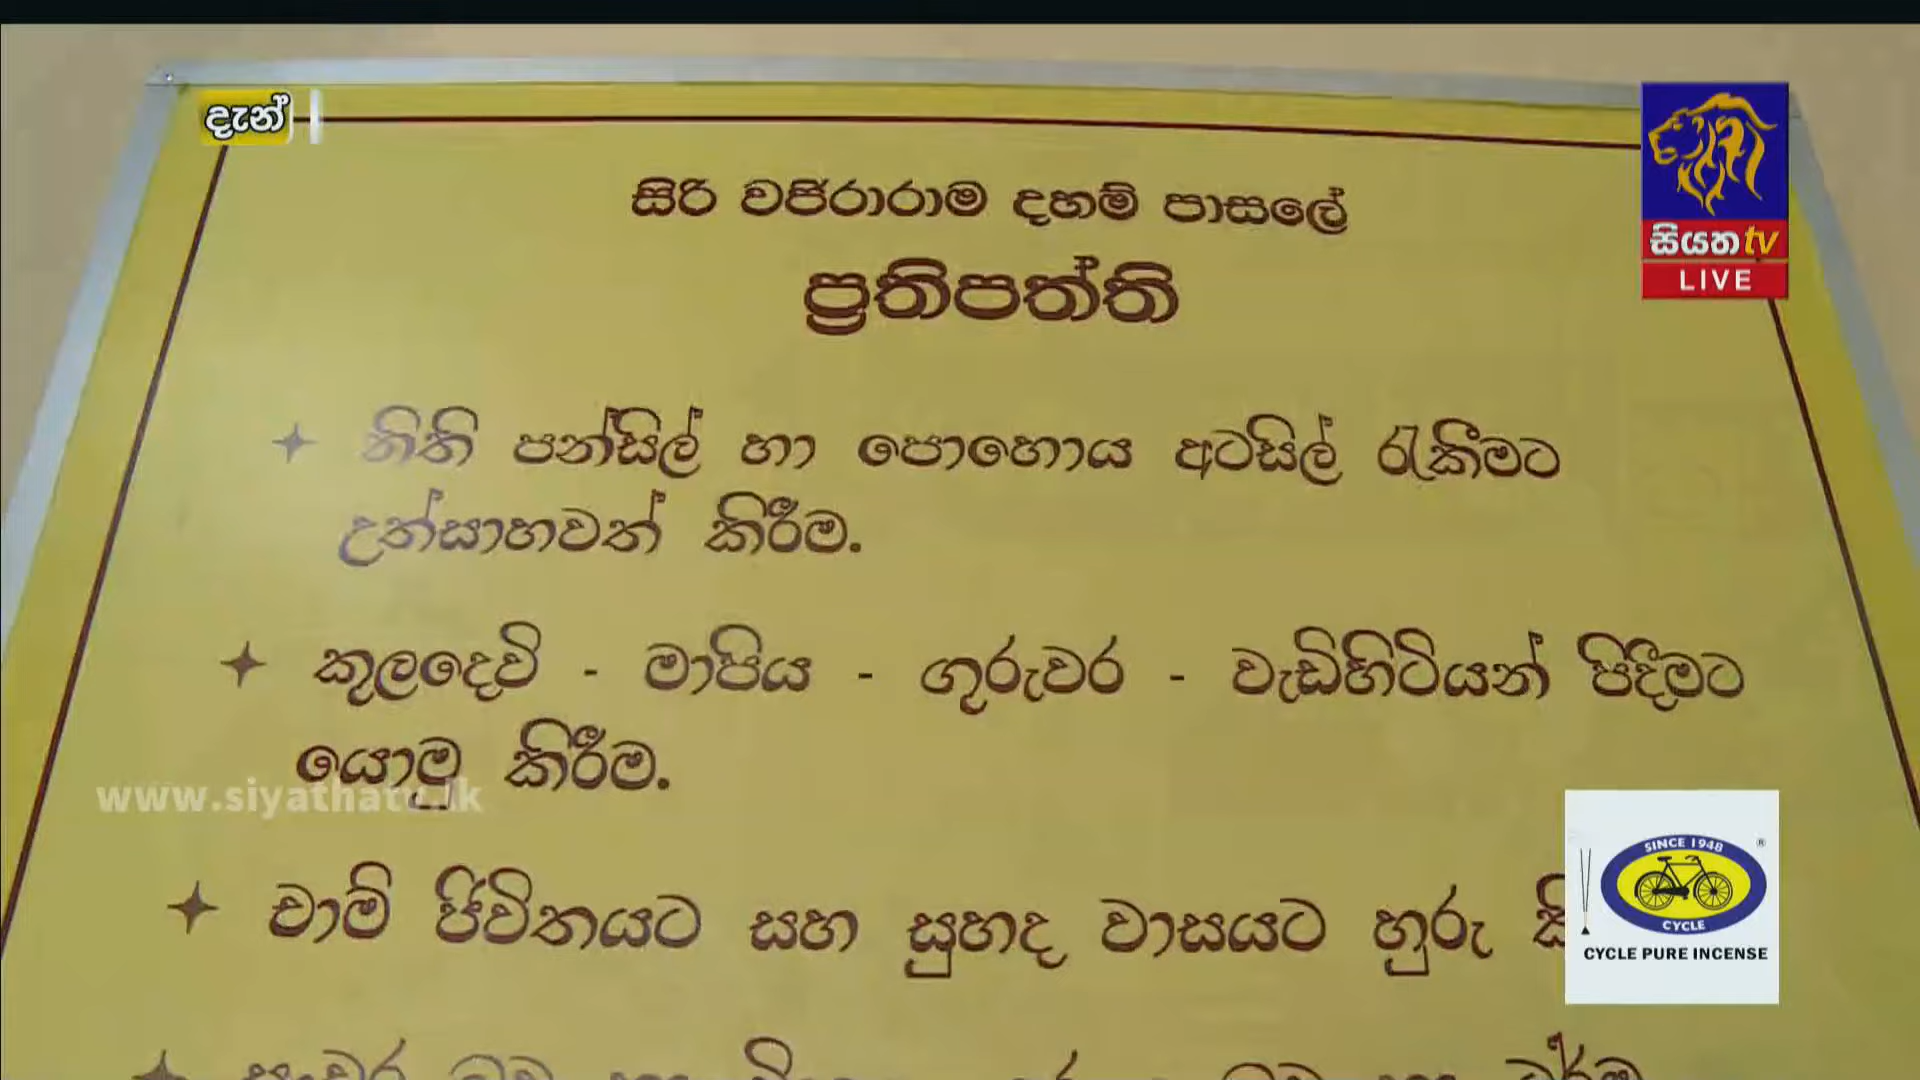 දැන්
සිරි වජිරාරාම දහම් පාසලේ
ප්‍රතිපත්ති
නිති පන්සිල් හා පොහොය අටසිල් රැකීමට
උත්සාහවත් කිරීම.
කුලදෙවි - මාපිය - ගුරුවර - වැඩිහිටියන් පිදීමට
යොමු කිරීම.
චාම් ජීවිතයට සහ සුහද වාසයට හුරු
සියත tv
LIVE
www.siyathatv.lk
SINCE 1948
®
CYCLE
CYCLE PURE INCENSE